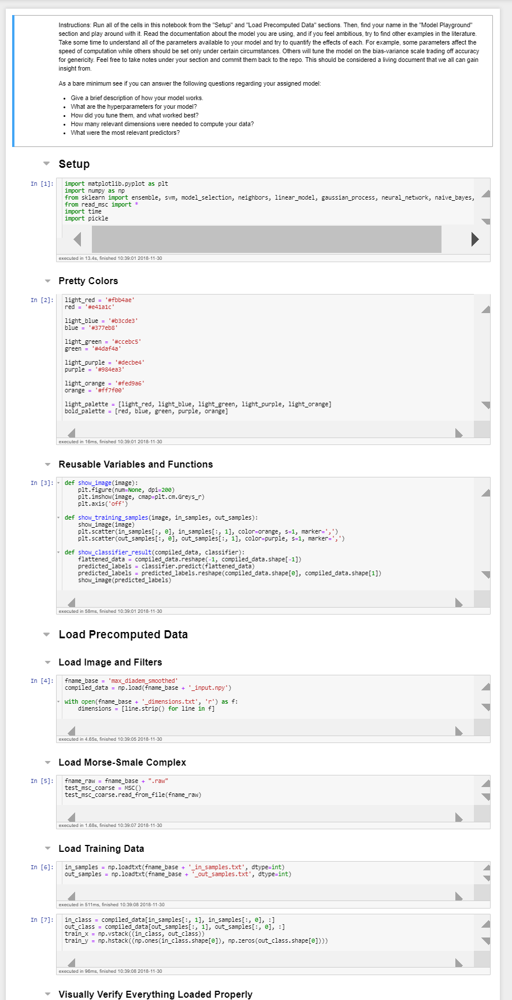 Instructions: Run all of the cells in this notebook from the "Setup" and "Load Precomputed Data" sections. Then, find your name in the "Model Playground"
section and play around with it. Read the documentation about the model you are using, and if you feel ambitious, try to find other examples in the literature.
Take some time to understand all of the parameters available to your model and try to quantify the effects of each. For example, some parameters affect the
speed of computation while others should be set only under certain circumstances. Others will tune the model on the bias-variance scale trading off accuracy
for genericity. Feel free to take notes under your section and commit them back to the repo. This should be considered a living document that we all can gain
insight from.
As a bare minimum see if you can answer the following questions regarding your assigned model:
• Give a brief description of how your model works.
• What are the hyperparameters for your model?
• How did you tune them, and what worked best?
• How many relevant dimensions were needed to compute your data?
• What were the most relevant predictors?
Setup
In [1]:
import matplotlib.pyplot as plt
import numpy as np
from sklearn import ensemble, svm, model_selection, neighbors, linear_model, gaussian_process, neural_network, naive_bayes,
from read_msc import *
import time
import pickle
executed in 13.4s, finished 10:39:01 2018-11-30
Pretty Colors
In [2]:
light_red = '#fbb4ae'
red = '#e41a1c'
light_blue = '#b3cde3'
blue = '#377eb8'
light_green = '#ccebc5'
green = '#4daf4a'
light_purple = '#decbe4'
purple = '#984ea3'
light_orange = '#fed9a6'
orange = '#ff7f00'
light_palette = [light_red, light_blue, light_green, light_purple, light_orange]
bold_palette = [red, blue, green, purple, orange]
executed in 16ms, finished 10:39:01 2018-11-30
Reusable Variables and Functions
In [3]:
def show_image(image):
    plt.figure(num=None, dpi=200)
    plt.imshow(image, cmap=plt.cm.Greys_r)
    plt.axis('off')
def show_training_samples(image, in_samples, out_samples):
    show_image(image)
    plt.scatter(in_samples[:, 0], in_samples[:, 1], color=orange, s=1, marker=',')
    plt.scatter(out_samples[:, 0], out_samples[:, 1], color=purple, s=1, marker=',')
def show_classifier_result(compiled_data, classifier):
    flattened_data = compiled_data.reshape(-1, compiled_data.shape[-1])
    predicted_labels = classifier.predict(flattened_data)
    predicted_labels = predicted_labels.reshape(compiled_data.shape[0], compiled_data.shape[1])
    show_image(predicted_labels)
executed in 58ms, finished 10:39:01 2018-11-30
Load Precomputed Data
Load Image and Filters
In [4]:
fname_base = 'max_diadem_smoothed'
compiled_data = np.load(fname_base + '_input.npy')
with open(fname_base + '_dimensions.txt', 'r') as f:
    dimensions = [line.strip() for line in f]
executed in 4.65s, finished 10:39:05 2018-11-30
Load Morse-Smale Complex
In [5]:
fname_raw = fname_base + ".raw"
test_msc_coarse = MSC()
test_msc_coarse.read_from_file(fname_raw)
executed in 1.68s, finished 10:39:07 2018-11-30
Load Training Data
In [6]:
in_samples = np.loadtxt(fname_base + '_in_samples.txt', dtype=int)
out_samples = np.loadtxt(fname_base + '_out_samples.txt', dtype=int)
executed in 511ms, finished 10:39:08 2018-11-30
In [7]:
in_class = compiled_data[in_samples[:, 1], in_samples[:, 0], :]
out_class = compiled_data[out_samples[:, 1], out_samples[:, 0], :]
train_x = np.vstack((in_class, out_class))
train_y = np.hstack((np.ones(in_class.shape[0]), np.zeros(out_class.shape[0])))
executed in 96ms, finished 10:39:08 2018-11-30
Visually Verify Everything Loaded Properly